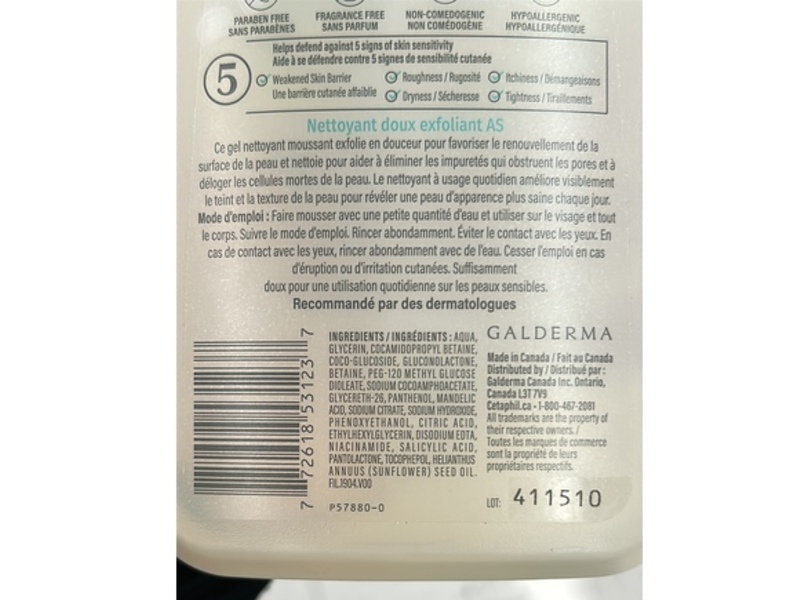 PARABEN FREE
SANS PARABÈNES
FRAGRANCE FREE
SANS PARFUM
NON-COMEDOGENIC
NON COMÉDOGÈNE
HYPOALLERGENIC
HYPOALLERGÉNIQUE
5
Helps defend against 5 signs of skin sensitivity
Aide à se défendre contre 5 signes de sensibilité cutanée
Weakened Skin Barrier
Une barrière cutanée affaiblie
Roughness / Rugosité
Dryness / Sécheresse
Itchiness / Démangeaisons
Tightness / Tiraillements
Nettoyant doux exfoliant AS
Ce gel nettoyant moussant exfolie en douceur pour favoriser le renouvellement de la
surface de la peau et nettoie pour aider à éliminer les impuretés qui obstruent les pores et à
déloger les cellules mortes de la peau. Le nettoyant à usage quotidien améliore visiblement
le teint et la texture de la peau pour révéler une peau d'apparence plus saine chaque jour.
Mode d'emploi : Faire mousser avec une petite quantité d'eau et utiliser sur le visage et tout
le corps. Suivre le mode d'emploi. Rincer abondamment. Éviter le contact avec les yeux. En
cas de contact avec les yeux, rincer abondamment avec de l'eau. Cesser l'emploi en cas
d'éruption ou d'irritation cutanées. Suffisamment
doux pour une utilisation quotidienne sur les peaux sensibles.
Recommandé par des dermatologues
7 72618 53123 7
INGREDIENTS / INGRÉDIENTS : AQUA,
GLYCERIN, COCAMIDOPROPYL BETAINE,
COCO-GLUCOSIDE, GLUCONOLACTONE,
BETAINE, PEG-120 METHYL GLUCOSE
DIOLEATE, SODIUM COCOAMPHOACETATE,
GLYCERETH-26, PANTHENOL, MANDELIC
ACID, SODIUM CITRATE, SODIUM HYDROXIDE,
PHENOXYETHANOL, CITRIC ACID,
ETHYLHEXYLGLYCERIN, DISODIUM EDTA,
NIACINAMIDE, SALICYLIC ACID,
PANTOLACTONE, TOCOPHEROL, HELIANTHUS
ANNUUS (SUNFLOWER) SEED OIL.
FIL.1904.V00
P57880-0
GALDERMA
Made in Canada / Fait au Canada
Distributed by / Distribué par :
Galderma Canada Inc. Ontario,
Canada L3T 7V9
Cetaphil.ca - 1-800-467-2081
All trademarks are the property of
their respective owners. /
Toutes les marques de commerce
sont la propriété de leurs
propriétaires respectifs.
LOT: 411510